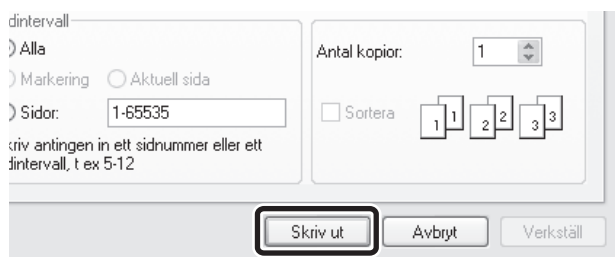 dintervall
Alla
Markering Aktuell sida
Sidor: 1-65535
kriv antingen in ett sidnummer eller ett
dintervall, t ex 5-12
Antal kopior: 1
Sortera
1 1 2 2 3 3
Skriv ut Avbryt Verkställ